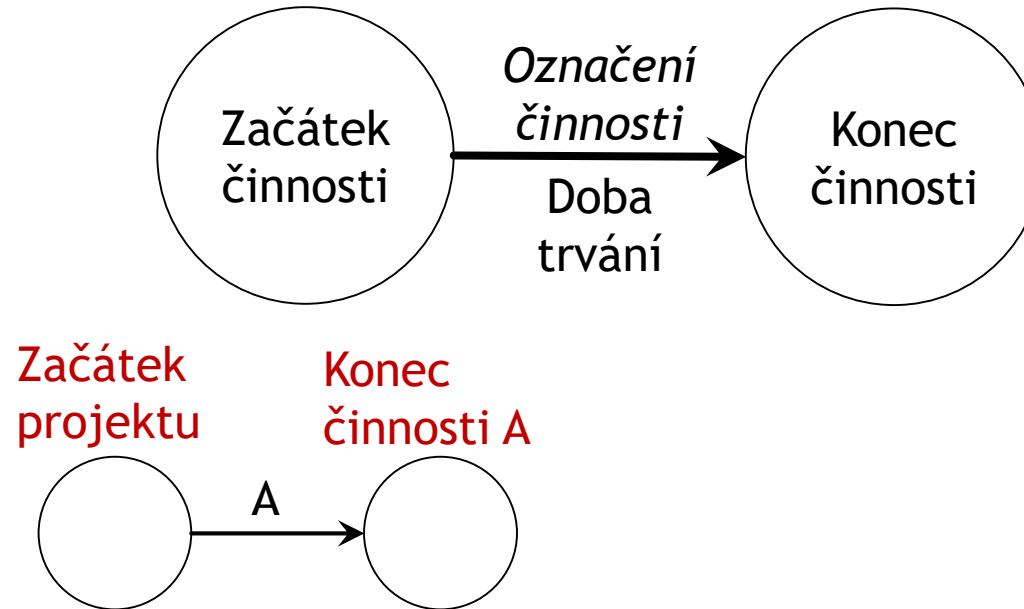 Označení
činnosti
Začátek
činnosti
Konec
činnosti
Doba
trvání
Začátek
projektu
Konec
činnosti A
A